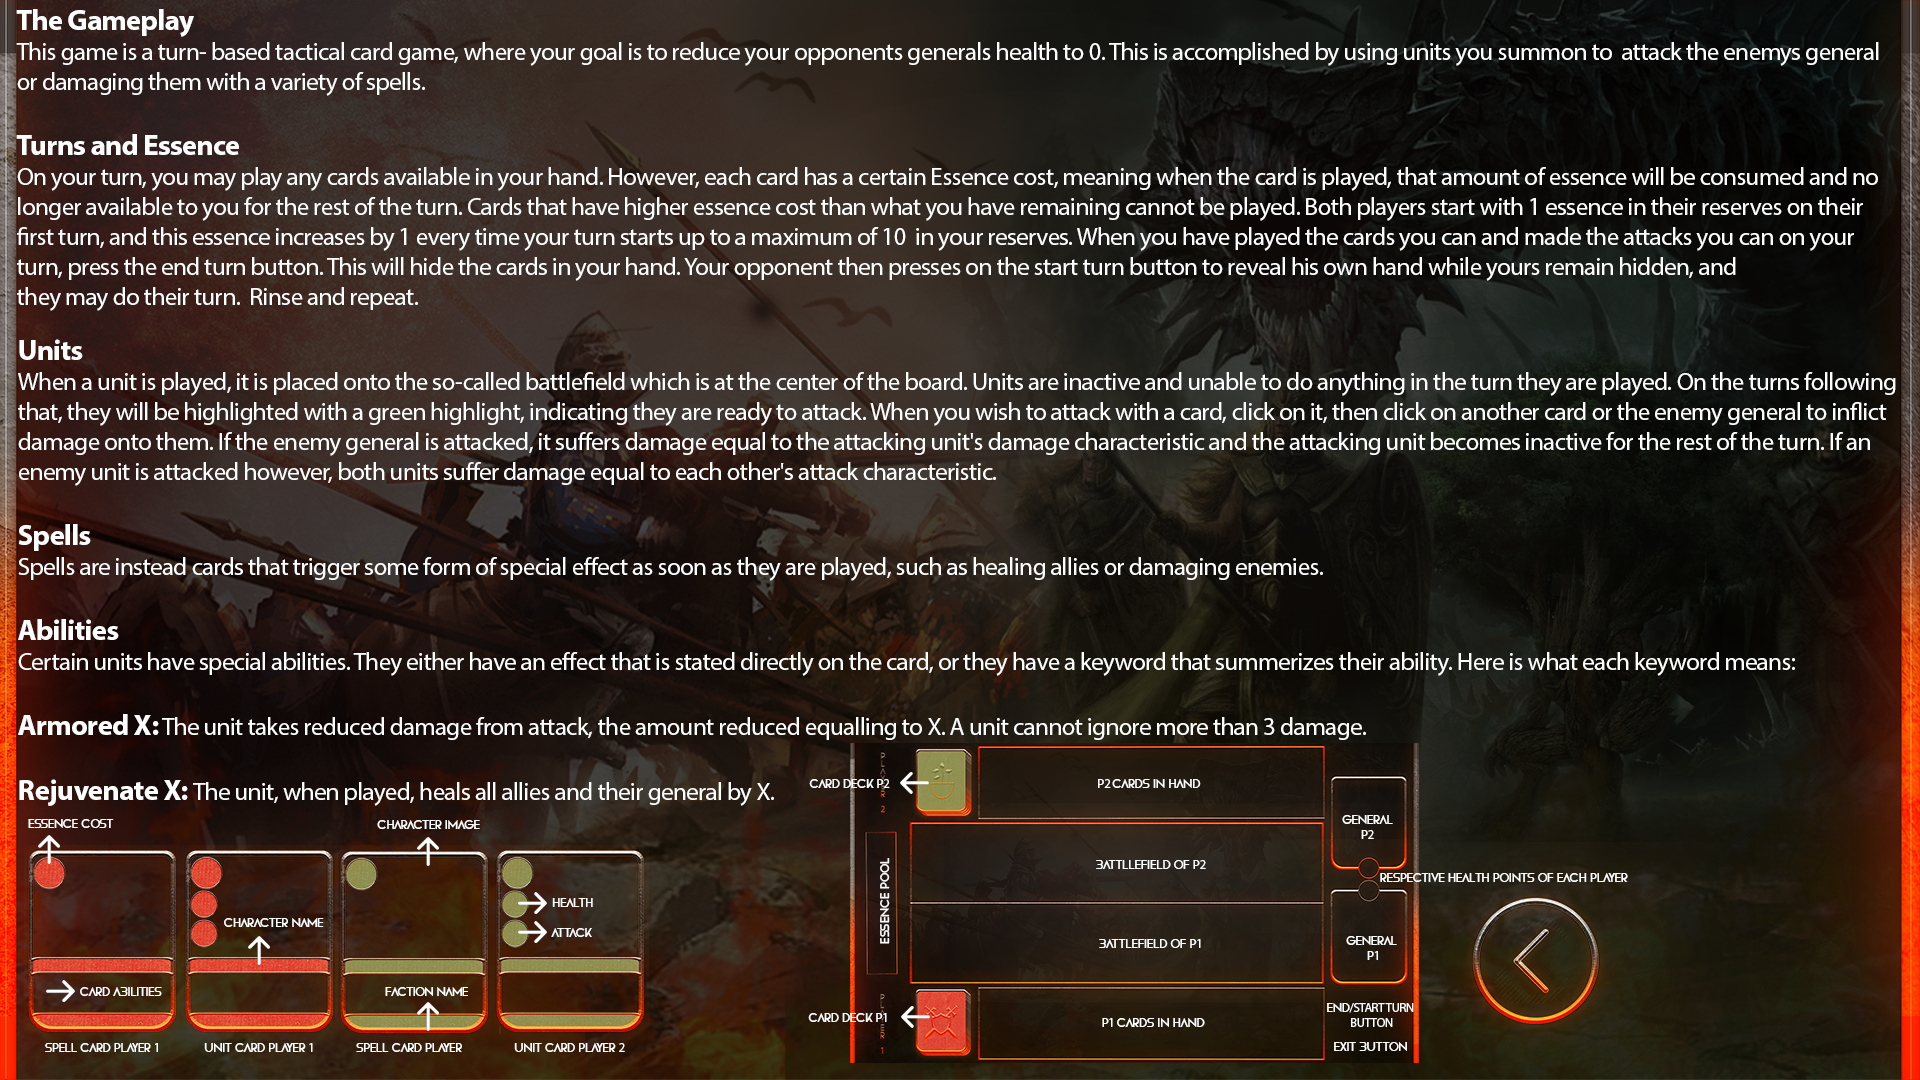 The Gameplay
This game is a turn- based tactical card game, where your goal is to reduce your opponents generals health to 0. This is accomplished by using units you summon to  attack the enemys general
or damaging them with a variety of spells.
Turns and Essence
On your turn, you may play any cards available in your hand. However, each card has a certain Essence cost, meaning when the card is played, that amount of essence will be consumed and no
longer available to you for the rest of the turn. Cards that have higher essence cost than what you have remaining cannot be played. Both players start with 1 essence in their reserves on their
first turn, and this essence increases by 1 every time your turn starts up to a maximum of 10  in your reserves. When you have played the cards you can and made the attacks you can on your
turn, press the end turn button. This will hide the cards in your hand. Your opponent then presses on the start turn button to reveal his own hand while yours remain hidden, and
they may do their turn.  Rinse and repeat.
Units
When a unit is played, it is placed onto the so-called battlefield which is at the center of the board. Units are inactive and unable to do anything in the turn they are played. On the turns following
that, they will be highlighted with a green highlight, indicating they are ready to attack. When you wish to attack with a card, click on it, then click on another card or the enemy general to inflict
damage onto them. If the enemy general is attacked, it suffers damage equal to the attacking unit's damage characteristic and the attacking unit becomes inactive for the rest of the turn. If an
enemy unit is attacked however, both units suffer damage equal to each other's attack characteristic.
Spells
Spells are instead cards that trigger some form of special effect as soon as they are played, such as healing allies or damaging enemies.
Abilities
Certain units have special abilities. They either have an effect that is stated directly on the card, or they have a keyword that summerizes their ability. Here is what each keyword means:
Armored X: The unit takes reduced damage from attack, the amount reduced equalling to X. A unit cannot ignore more than 3 damage.
Rejuvenate X: The unit, when played, heals all allies and their general by X.
ESSENCE COST
CHARACTER IMAGE
HEALTH
CHARACTER NAME
ATTACK
CARD ABILITIES
FACTION NAME
SPELL CARD PLAYER 1
UNIT CARD PLAYER 1
SPELL CARD PLAYER
UNIT CARD PLAYER 2
PLAYER 2
CARD DECK P2
P2 CARDS IN HAND
GENERAL
P2
BATTLLEFIELD OF P2
RESPECTIVE HEALTH POINTS OF EACH PLAYER
ESSENCE POOL
BATTLEFIELD OF P1
GENERAL
P1
PLAYER 1
CARD DECK P1
P1 CARDS IN HAND
END/START TURN
BUTTON
EXIT BUTTON